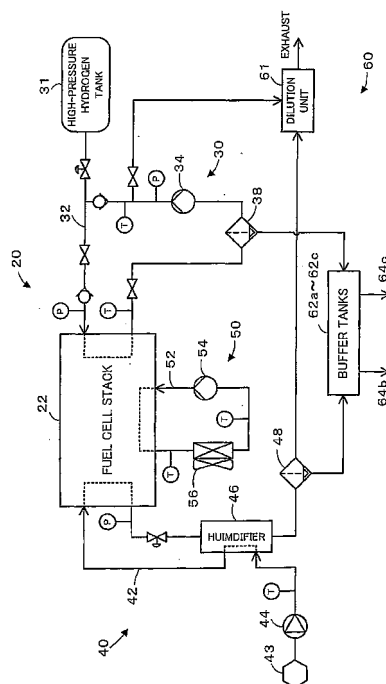 20
31
HIGH-PRESSURE
HYDROGEN
TANK
22
P
32
T
P
T
34
30
FUEL CELL STACK
P
T
52
54
50
T
56
38
40
42
46
HUIMDIFIER
T
43
44
48
61
DILUTION
UNIT
EXHAUST
62a~62c
BUFFER TANKS
64b
64c
60